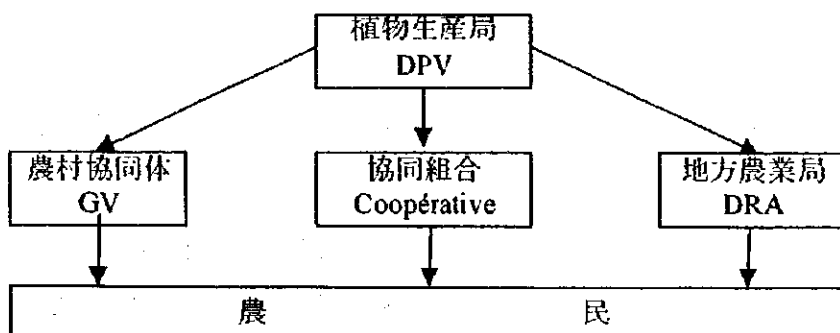 植物生産局
DPV
農村協同体
GV
協同組合
Coopérative
地方農業局
DRA
農 民